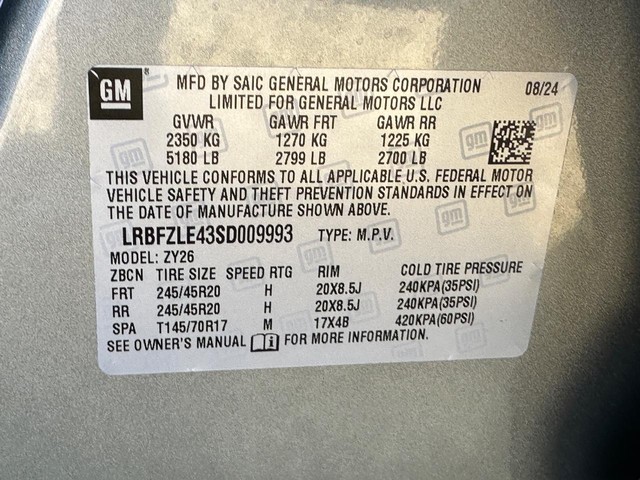 GM
MFD BY SAIC GENERAL MOTORS CORPORATION 08/24
LIMITED FOR GENERAL MOTORS LLC
GVWR GAWR FRT GAWR RR
2350 KG 1270 KG 1225 KG
5180 LB 2799 LB 2700 LB
THIS VEHICLE CONFORMS TO ALL APPLICABLE U.S. FEDERAL MOTOR
VEHICLE SAFETY AND THEFT PREVENTION STANDARDS IN EFFECT ON
THE DATE OF MANUFACTURE SHOWN ABOVE.
LRBFZLE43SD009993 TYPE: M.P.V.
MODEL: ZY26
ZBCN TIRE SIZE SPEED RTG RIM COLD TIRE PRESSURE
FRT 245/45R20 H 20X8.5J 240KPA(35PSI)
RR 245/45R20 H 20X8.5J 240KPA(35PSI)
SPA T145/70R17 M 17X4B 420KPA(60PSI)
SEE OWNER'S MANUAL FOR MORE INFORMATION.